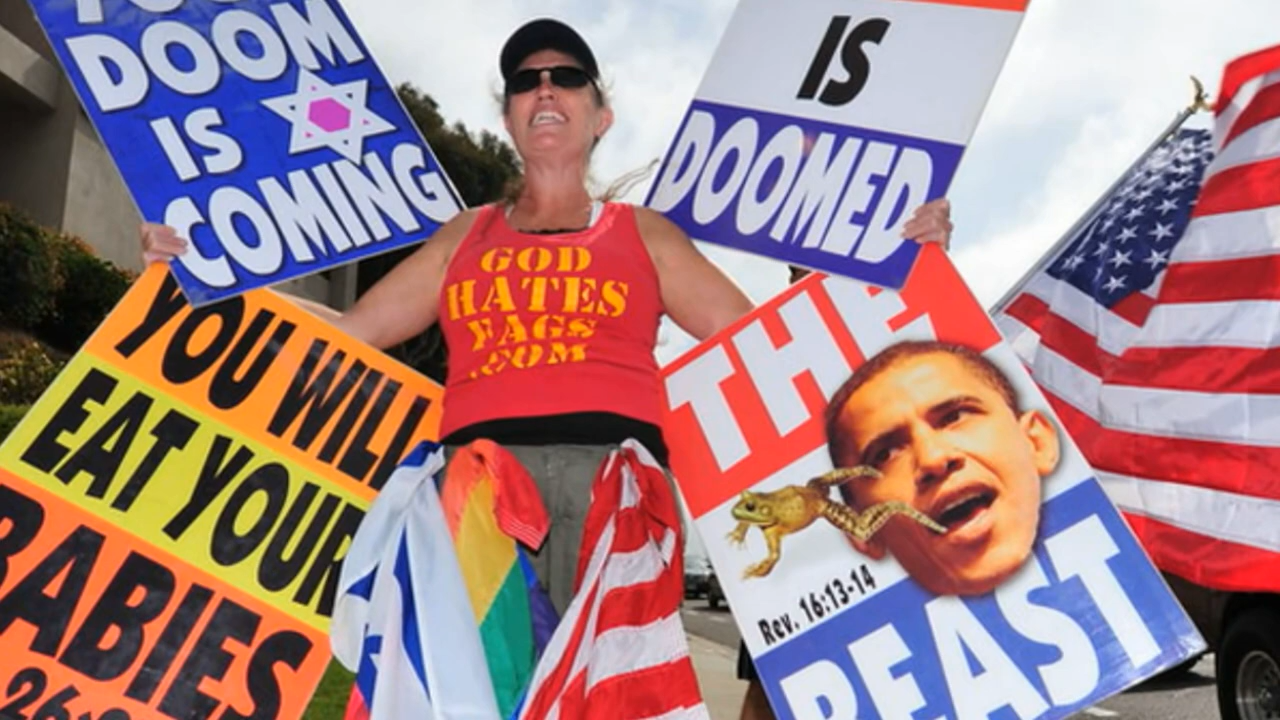 DOOM
IS
COMING
IS
DOOMED
GOD
HATES
FAGS
.COM
YOU WILL
EAT YOUR
BABIES
THE
Rev. 16:13-14
BEAST